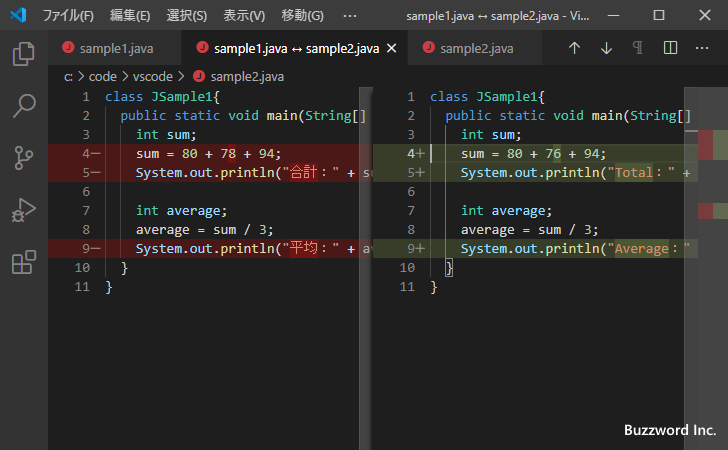 ファイル(F) 編集(E) 選択(S) 表示(V) 移動(G) ··· sample1.java ↔ sample2.java - Vi...
sample1.java sample1.java ↔ sample2.java sample2.java
c: > code > vscode > sample2.java
1 class JSample1{
2 public static void main(String[]
3 int sum;
4− sum = 80 + 78 + 94;
5− System.out.println("合計：" + su
6
7 int average;
8 average = sum / 3;
9− System.out.println("平均：" + av
10 }
11 }
1 class JSample1{
2 public static void main(String[]
3 int sum;
4+ sum = 80 + 76 + 94;
5+ System.out.println("Total：" +
6
7 int average;
8 average = sum / 3;
9+ System.out.println("Average："
10 }
11 }
Buzzword Inc.